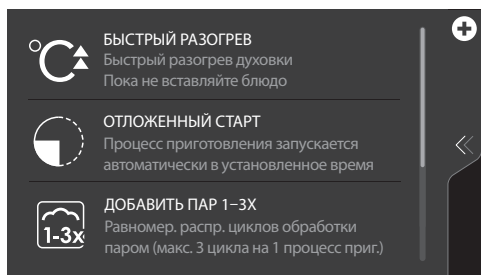 БЫСТРЫЙ РАЗОГРЕВ
Быстрый разогрев духовки
Пока не вставляйте блюдо
ОТЛОЖЕННЫЙ СТАРТ
Процесс приготовления запускается
автоматически в установленное время
ДОБАВИТЬ ПАР 1–3X
1-3x
Равномер. распр. циклов обработки
паром (макс. 3 цикла на 1 процесс приг.)